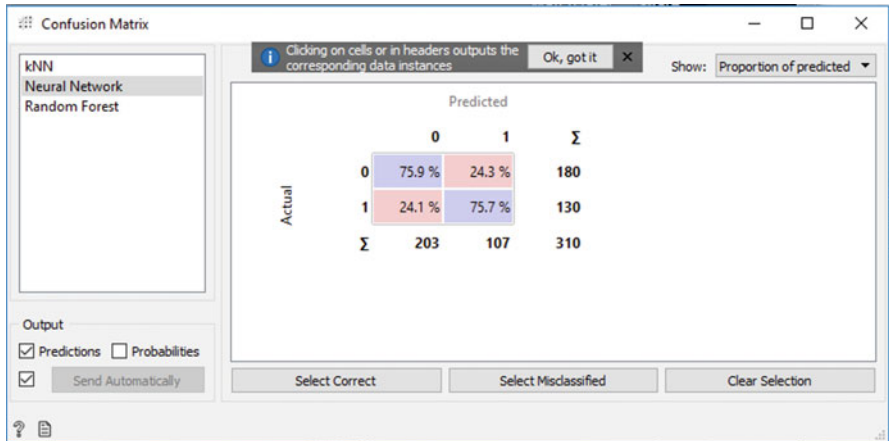 Confusion Matrix
kNN
Neural Network
Random Forest
Clicking on cells or in headers outputs the
corresponding data instances
Ok, got it
Show: Proportion of predicted
Predicted
0 1 Σ
0 75.9 % 24.3 % 180
Actual
1 24.1 % 75.7 % 130
Σ 203 107 310
Output
Predictions Probabilities
Send Automatically
Select Correct Select Misclassified Clear Selection